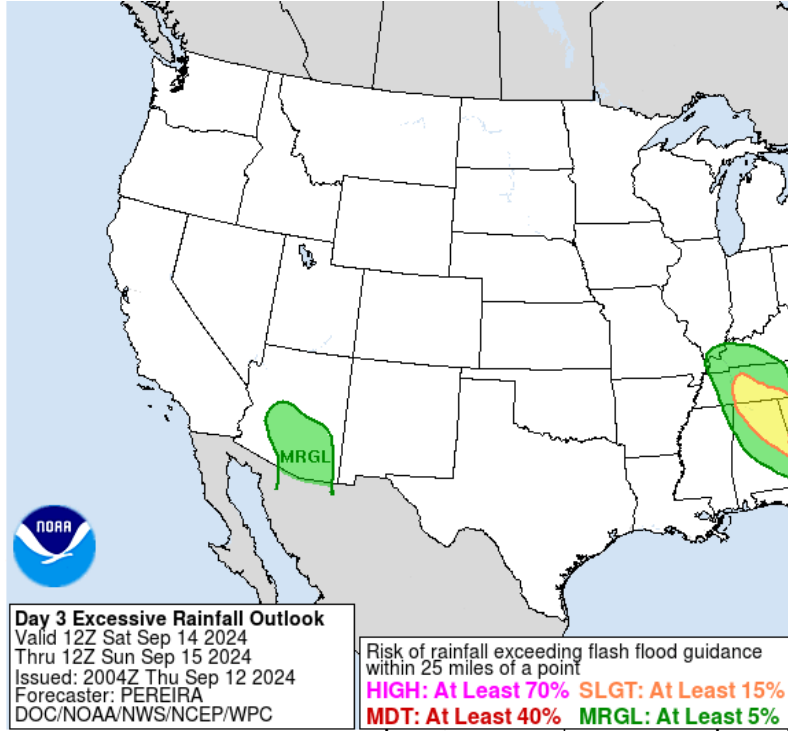 MRGL
NOAA
Day 3 Excessive Rainfall Outlook
Valid 12Z Sat Sep 14 2024
Thru 12Z Sun Sep 15 2024
Issued: 2004Z Thu Sep 12 2024
Forecaster: PEREIRA
DOC/NOAA/NWS/NCEP/WPC
Risk of rainfall exceeding flash flood guidance
within 25 miles of a point
HIGH: At Least 70% SLGT: At Least 15%
MDT: At Least 40% MRGL: At Least 5%